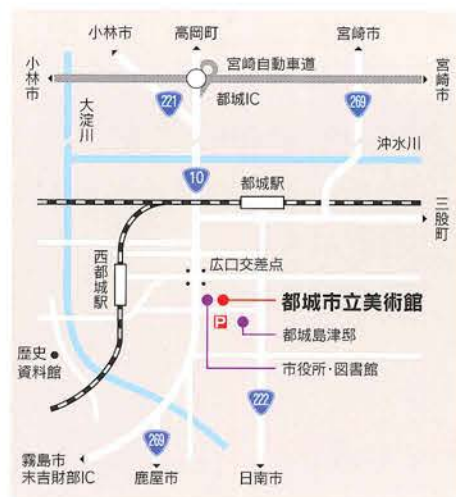 小林市
高岡町
宮崎市
小林市
宮崎自動車道
宮崎市
221
都城IC
269
大淀川
沖水川
10
都城駅
三股町
西都城駅
広口交差点
都城市立美術館
P
都城島津邸
歴史
資料館
市役所・図書館
222
269
霧島市
末吉財部IC
鹿屋市
日南市